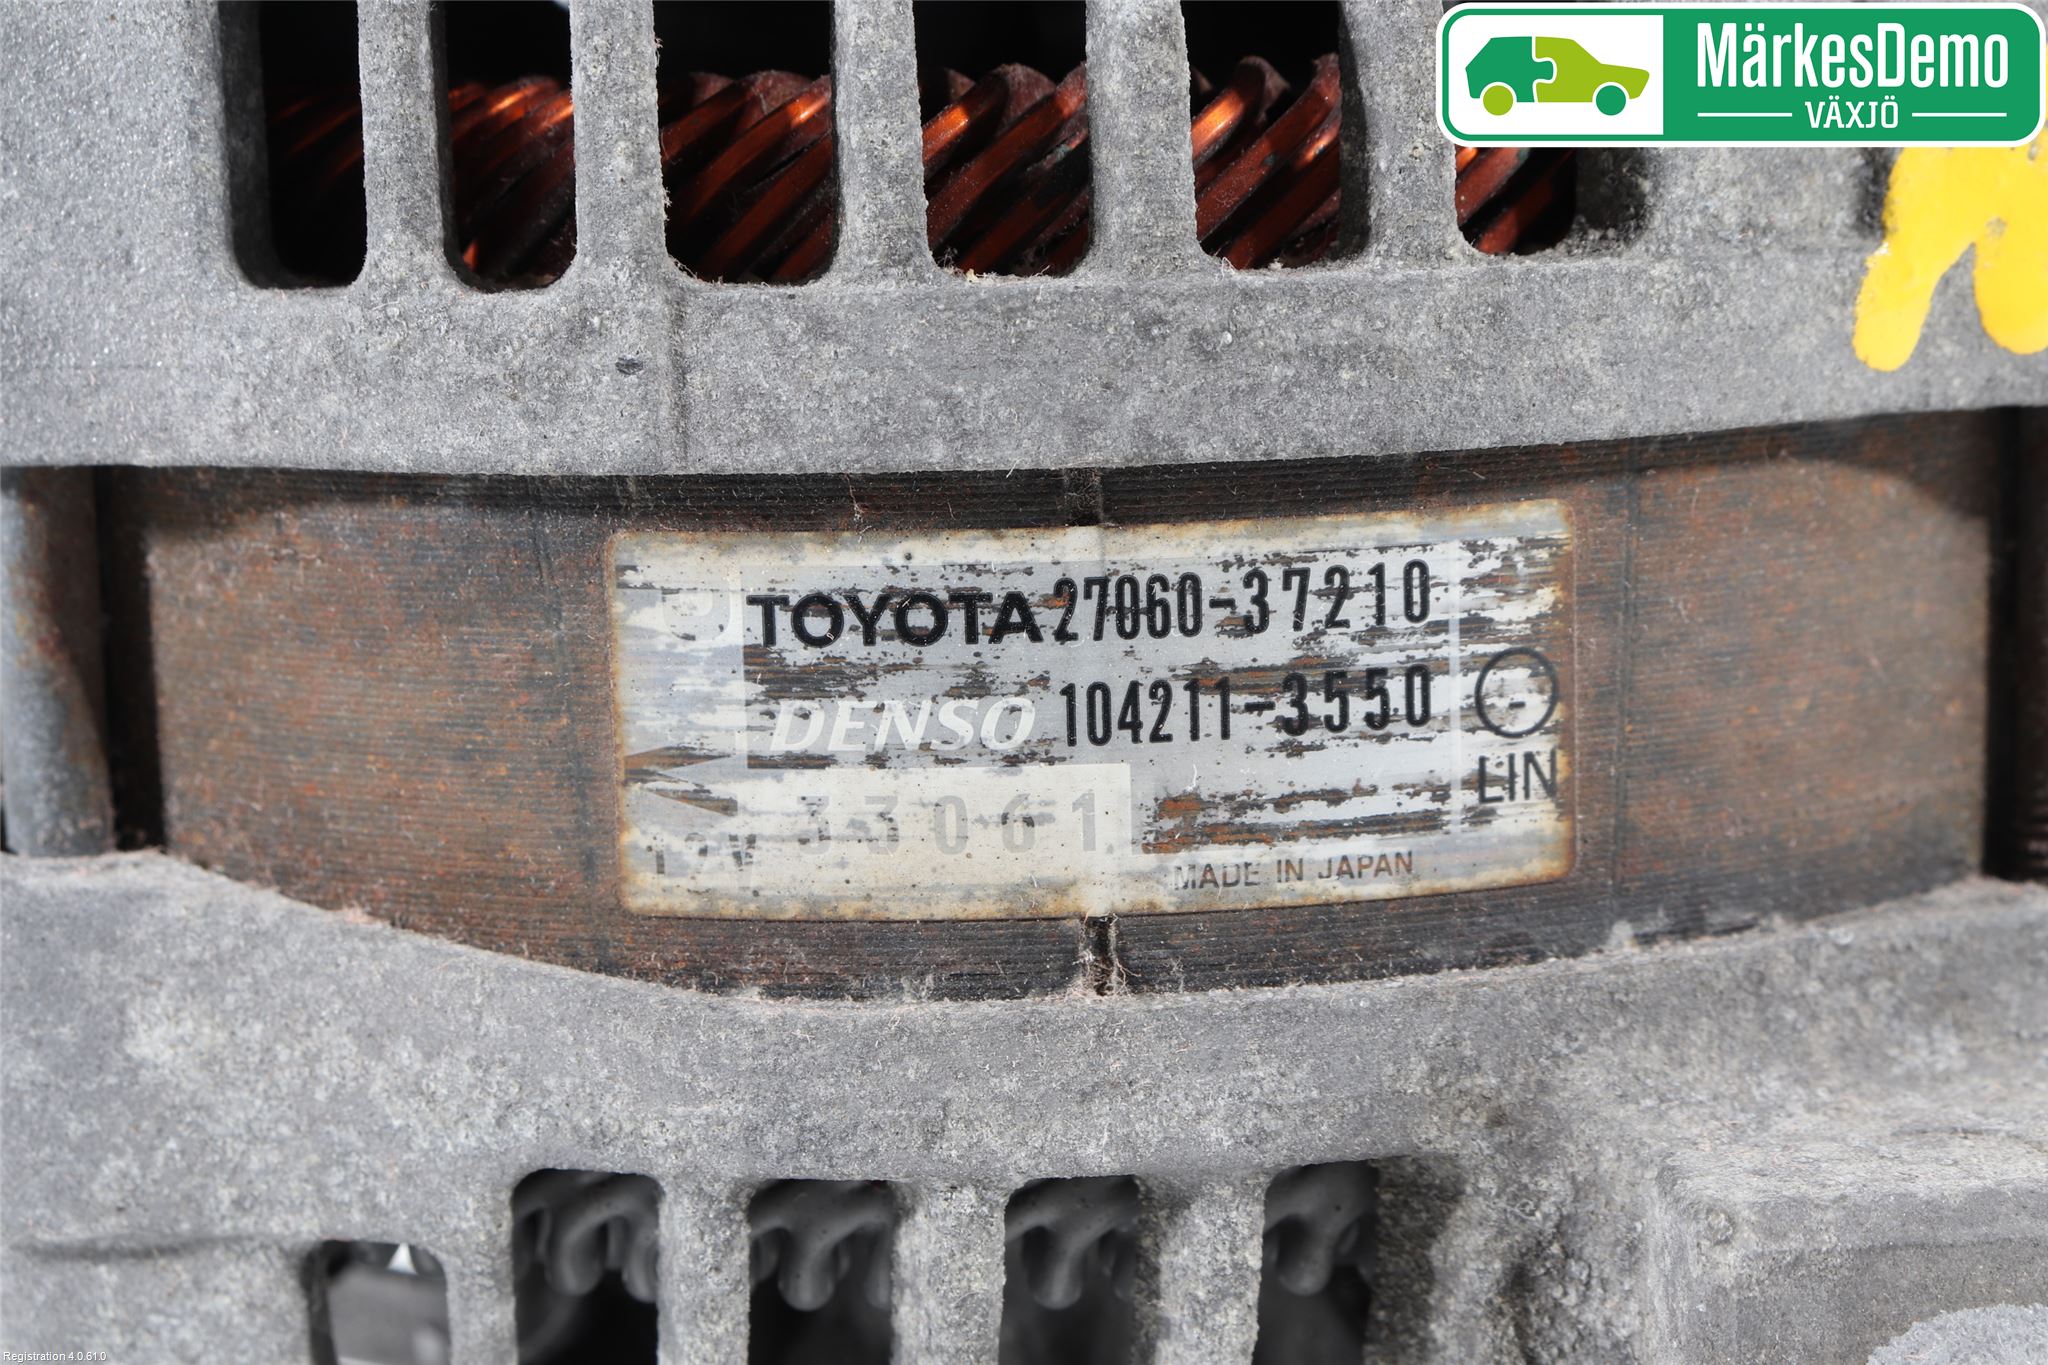 MärkesDemo
VÄXJÖ
TOYOTA 27060-37210
DENSO 104211-3550
LIN
12V 33061
MADE IN JAPAN
Registration 4.0.61.0